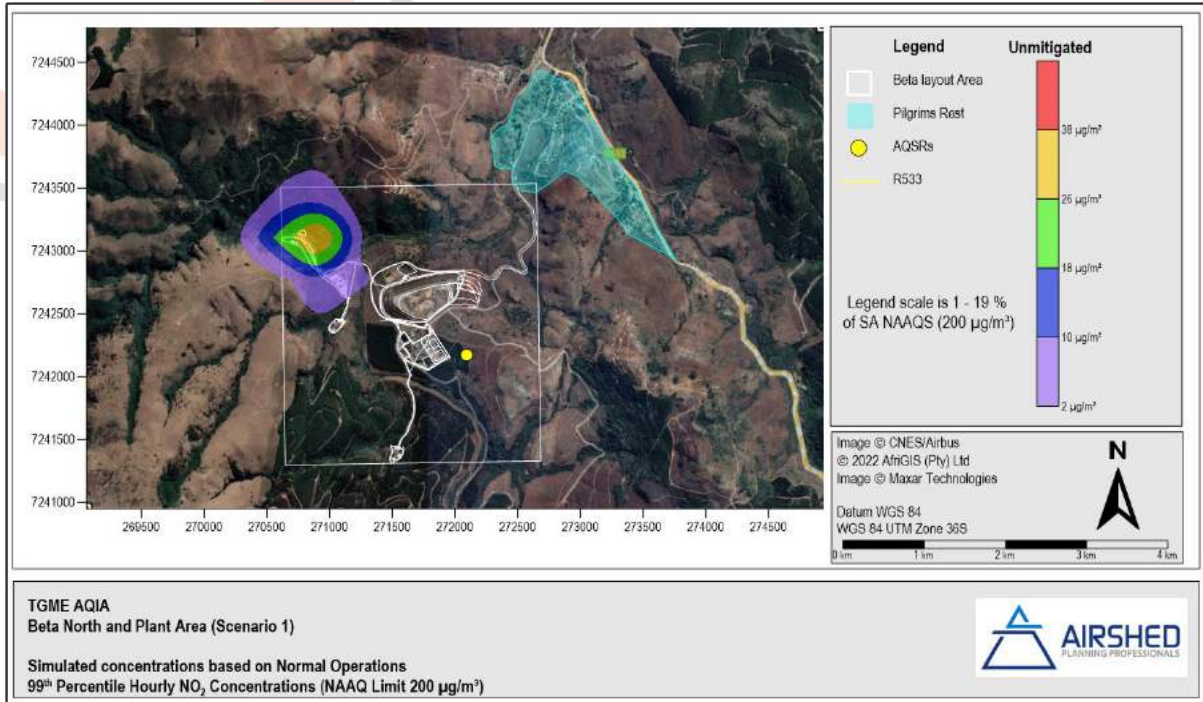 7244500
7244000
7243500
7243000
7242500
7242000
7241500
7241000
269500 270000 270500 271000 271500 272000 272500 273000 273500 274000 274500
Legend
Beta layout Area
Pilgrims Rest
AQSRs
R533
Unmitigated
38 µg/m³
26 µg/m³
18 µg/m³
10 µg/m³
2 µg/m³
Legend scale is 1 - 19 %
of SA NAAQS (200 µg/m³)
Image © CNES/Airbus
© 2022 AfriGIS (Pty) Ltd
Image © Maxar Technologies
Datum WGS 84
WGS 84 UTM Zone 36S
N
0 km 1 km 2 km 3 km 4 km
TGME AQIA
Beta North and Plant Area (Scenario 1)
Simulated concentrations based on Normal Operations
99th Percentile Hourly NO₂ Concentrations (NAAQ Limit 200 µg/m³)
AIRSHED
PLANNING PROFESSIONALS